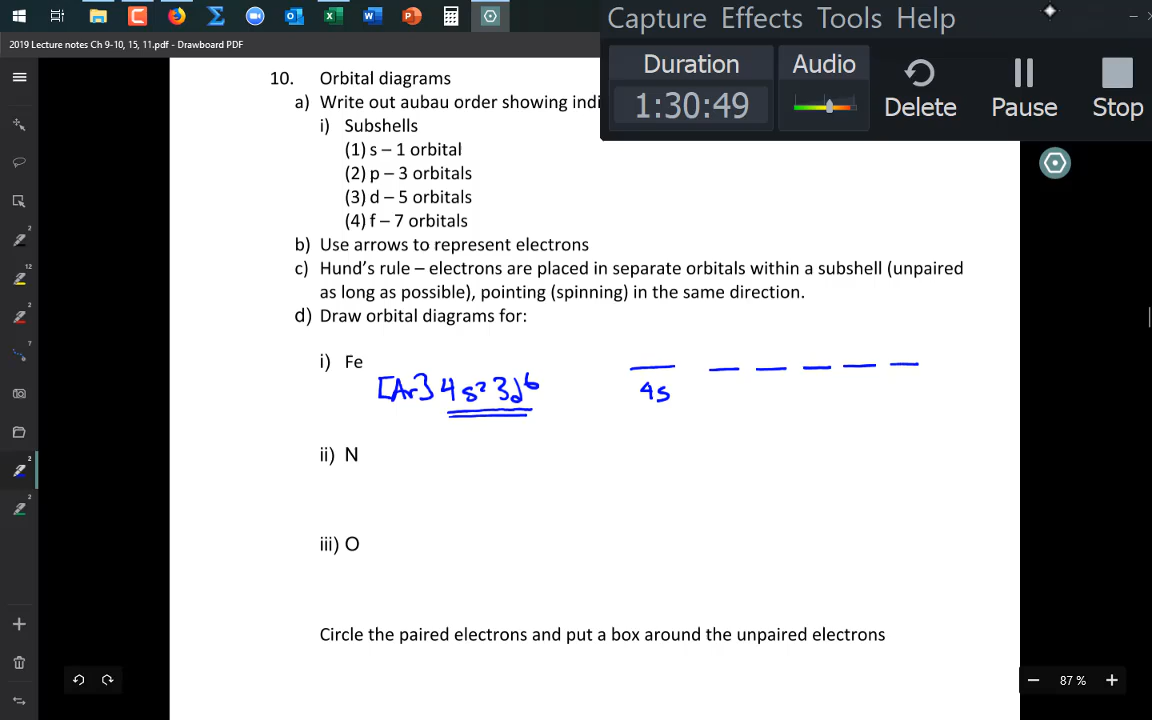 Capture Effects Tools Help
2019 Lecture notes Ch 9-10, 15, 11.pdf - Drawboard PDF
Duration
Audio
1:30:49
Delete
Pause
Stop
10. Orbital diagrams
a) Write out aubau order showing indi
i) Subshells
(1) s – 1 orbital
(2) p – 3 orbitals
(3) d – 5 orbitals
(4) f – 7 orbitals
b) Use arrows to represent electrons
c) Hund's rule – electrons are placed in separate orbitals within a subshell (unpaired
as long as possible), pointing (spinning) in the same direction.
d) Draw orbital diagrams for:
i) Fe
[Ar] 4s² 3d⁶
4s
ii) N
iii) O
Circle the paired electrons and put a box around the unpaired electrons
87 %